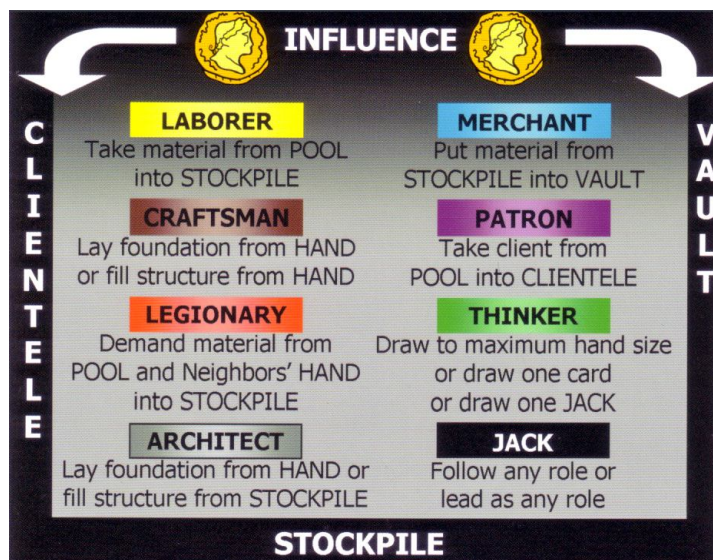 INFLUENCE
CLIENTELE
VAULT
LABORER
Take material from POOL
into STOCKPILE
CRAFTSMAN
Lay foundation from HAND
or fill structure from HAND
LEGIONARY
Demand material from
POOL and Neighbors' HAND
into STOCKPILE
ARCHITECT
Lay foundation from HAND or
fill structure from STOCKPILE
MERCHANT
Put material from
STOCKPILE into VAULT
PATRON
Take client from
POOL into CLIENTELE
THINKER
Draw to maximum hand size
or draw one card
or draw one JACK
JACK
Follow any role or
lead as any role
STOCKPILE